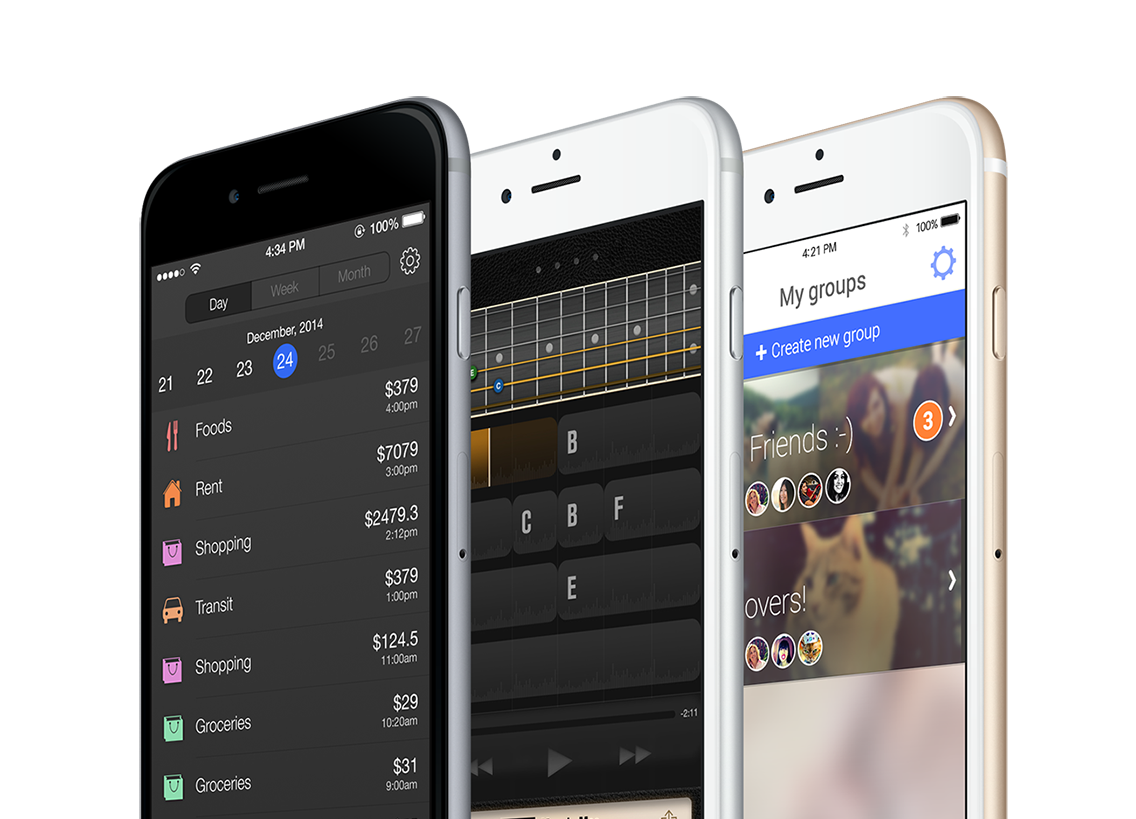 4:34 PM
100%
Day
Week
Month
December, 2014
21 22 23 24 25 26 27
Foods
$379
4:00pm
Rent
$7079
3:00pm
Shopping
$2479.3
2:12pm
Transit
$379
1:00pm
Shopping
$124.5
11:00am
Groceries
$29
10:20am
Groceries
$31
9:00am
E
C
B
C
B
F
E
-2:11
4:21 PM
100%
My groups
+ Create new group
Friends :-)
3
overs!